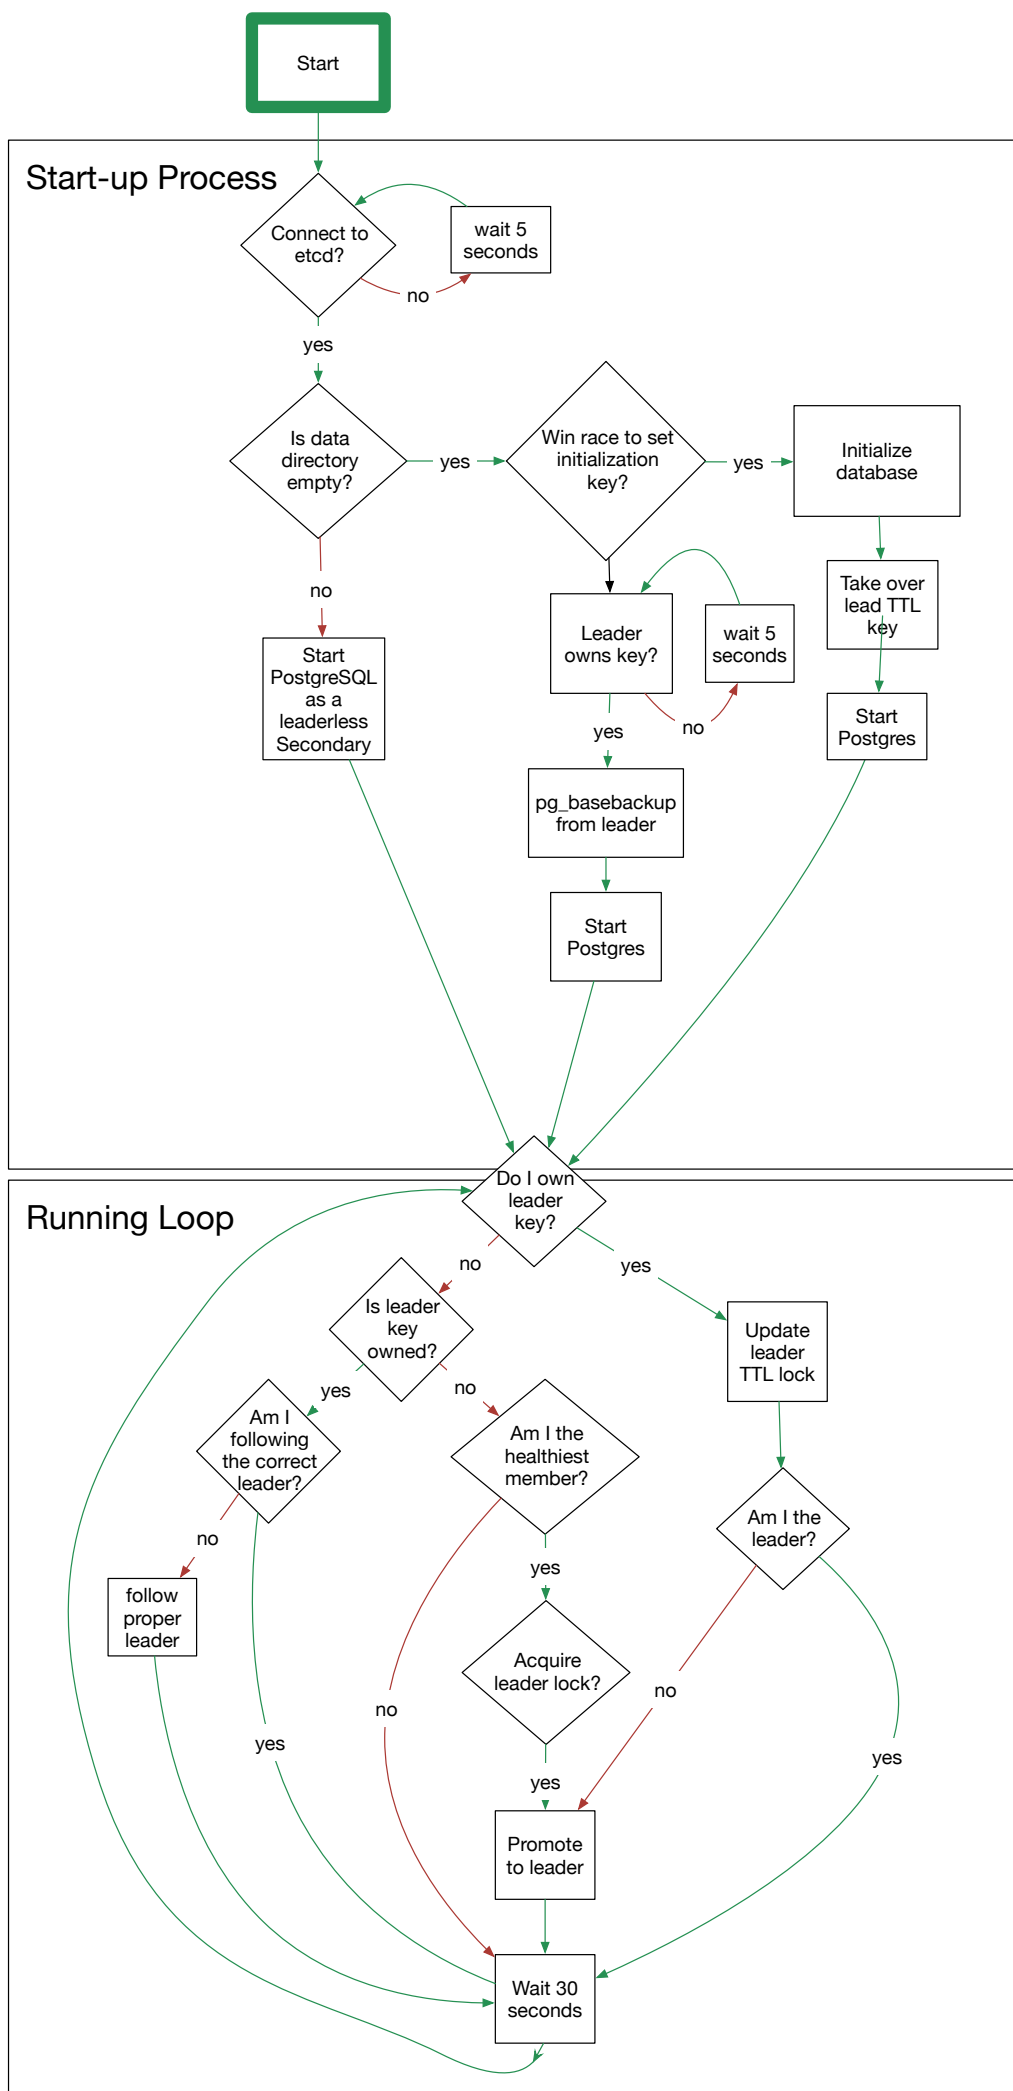 Start
Start-up Process
Connect to
etcd?
wait 5
seconds
no
yes
Is data
directory
empty?
yes
Win race to set
initialization
key?
yes
Initialize
database
no
Take over
lead TTL
key
Start
PostgreSQL
as a
leaderless
Secondary
Leader
owns key?
wait 5
seconds
yes
no
Start
Postgres
pg_basebackup
from leader
Start
Postgres
Do I own
leader
key?
Running Loop
no
yes
Is leader
key
owned?
Update
leader
TTL lock
yes
no
Am I
following
the correct
leader?
Am I the
healthiest
member?
Am I the
leader?
no
yes
follow
proper
leader
Acquire
leader lock?
no
no
yes
yes
yes
Promote
to leader
Wait 30
seconds